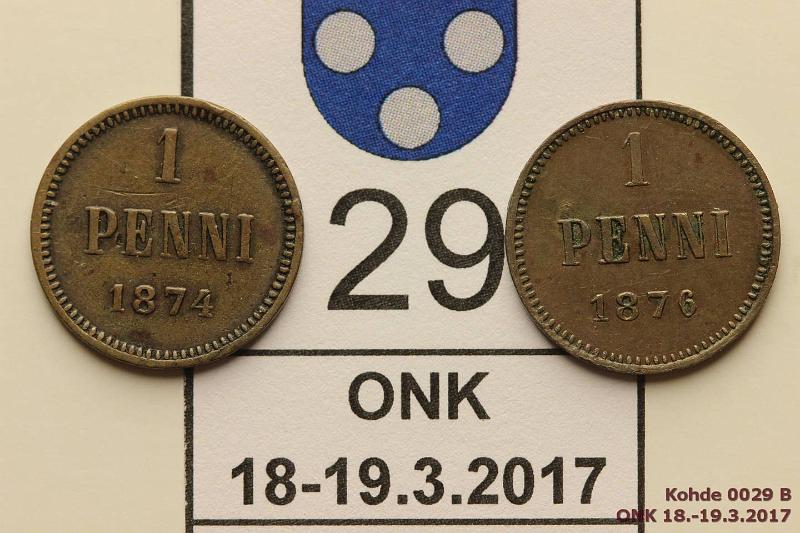 1
PENNI
1874
29
1
PENNI
1876
ONK
18-19.3.2017
Kohde 0029 B
ONK 18.-19.3.2017